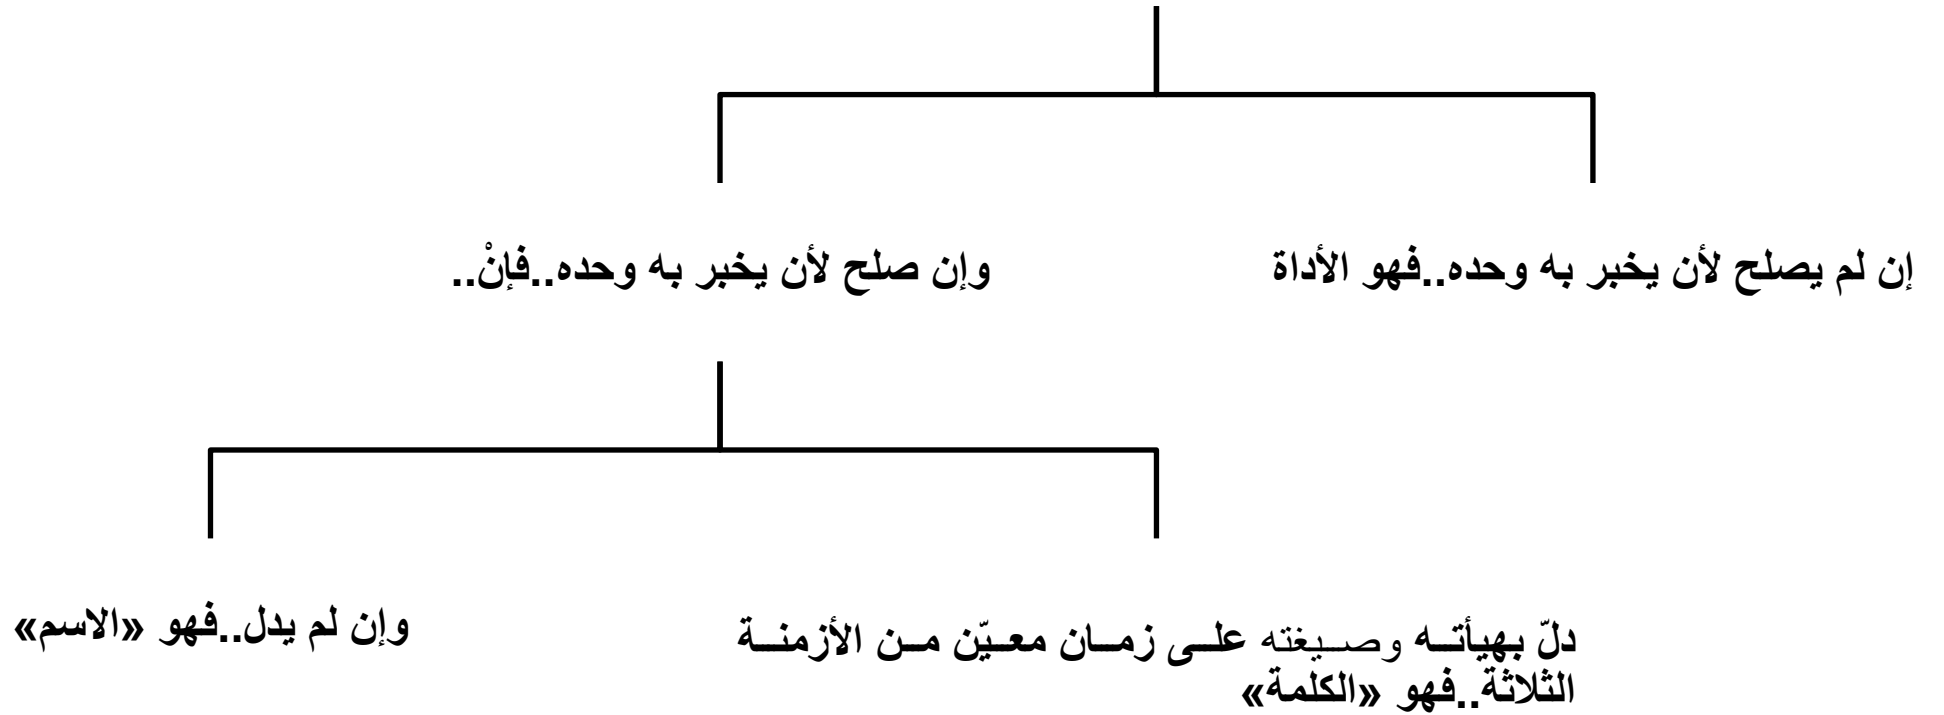 إن لم يصلح لأن يخبر به وحده..فهو الأداة
وإن صلح لأن يخبر به وحده..فإنْ..
دلّ بهيأته وصيغته على زمان معيّن من الأزمنة
الثلاثة..فهو «الكلمة»
وإن لم يدل..فهو «الاسم»